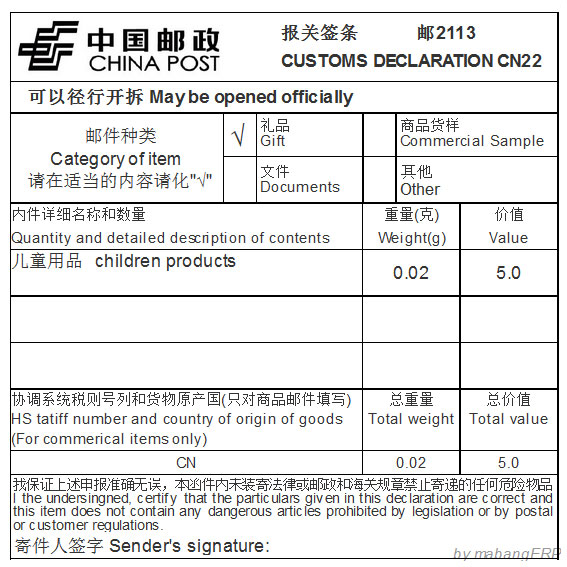 中国邮政
CHINA POST
报关签条 邮2113
CUSTOMS DECLARATION CN22
可以径行开拆 May be opened officially
邮件种类
Category of item
请在适当的内容请化"√"
√
礼品
Gift
商品货样
Commercial Sample
文件
Documents
其他
Other
内件详细名称和数量
Quantity and detailed description of contents
重量(克)
Weight(g)
价值
Value
儿童用品 children products
0.02
5.0
协调系统税则号列和货物原产国(只对商品邮件填写)
HS tatiff number and country of origin of goods
(For commerical items only)
总重量
Total weight
总价值
Total value
CN
0.02
5.0
找保证上述申报准确无误，本函件内未装寄法律或邮政和海关规章禁止寄递的任何危险物品
I the undersingned, certify that the particulars given in this declaration are correct and
this item does not contain any dangerous articles prohibited by legislation or by postal
or customer regulations.
寄件人签字 Sender's signature:
by mabangERP